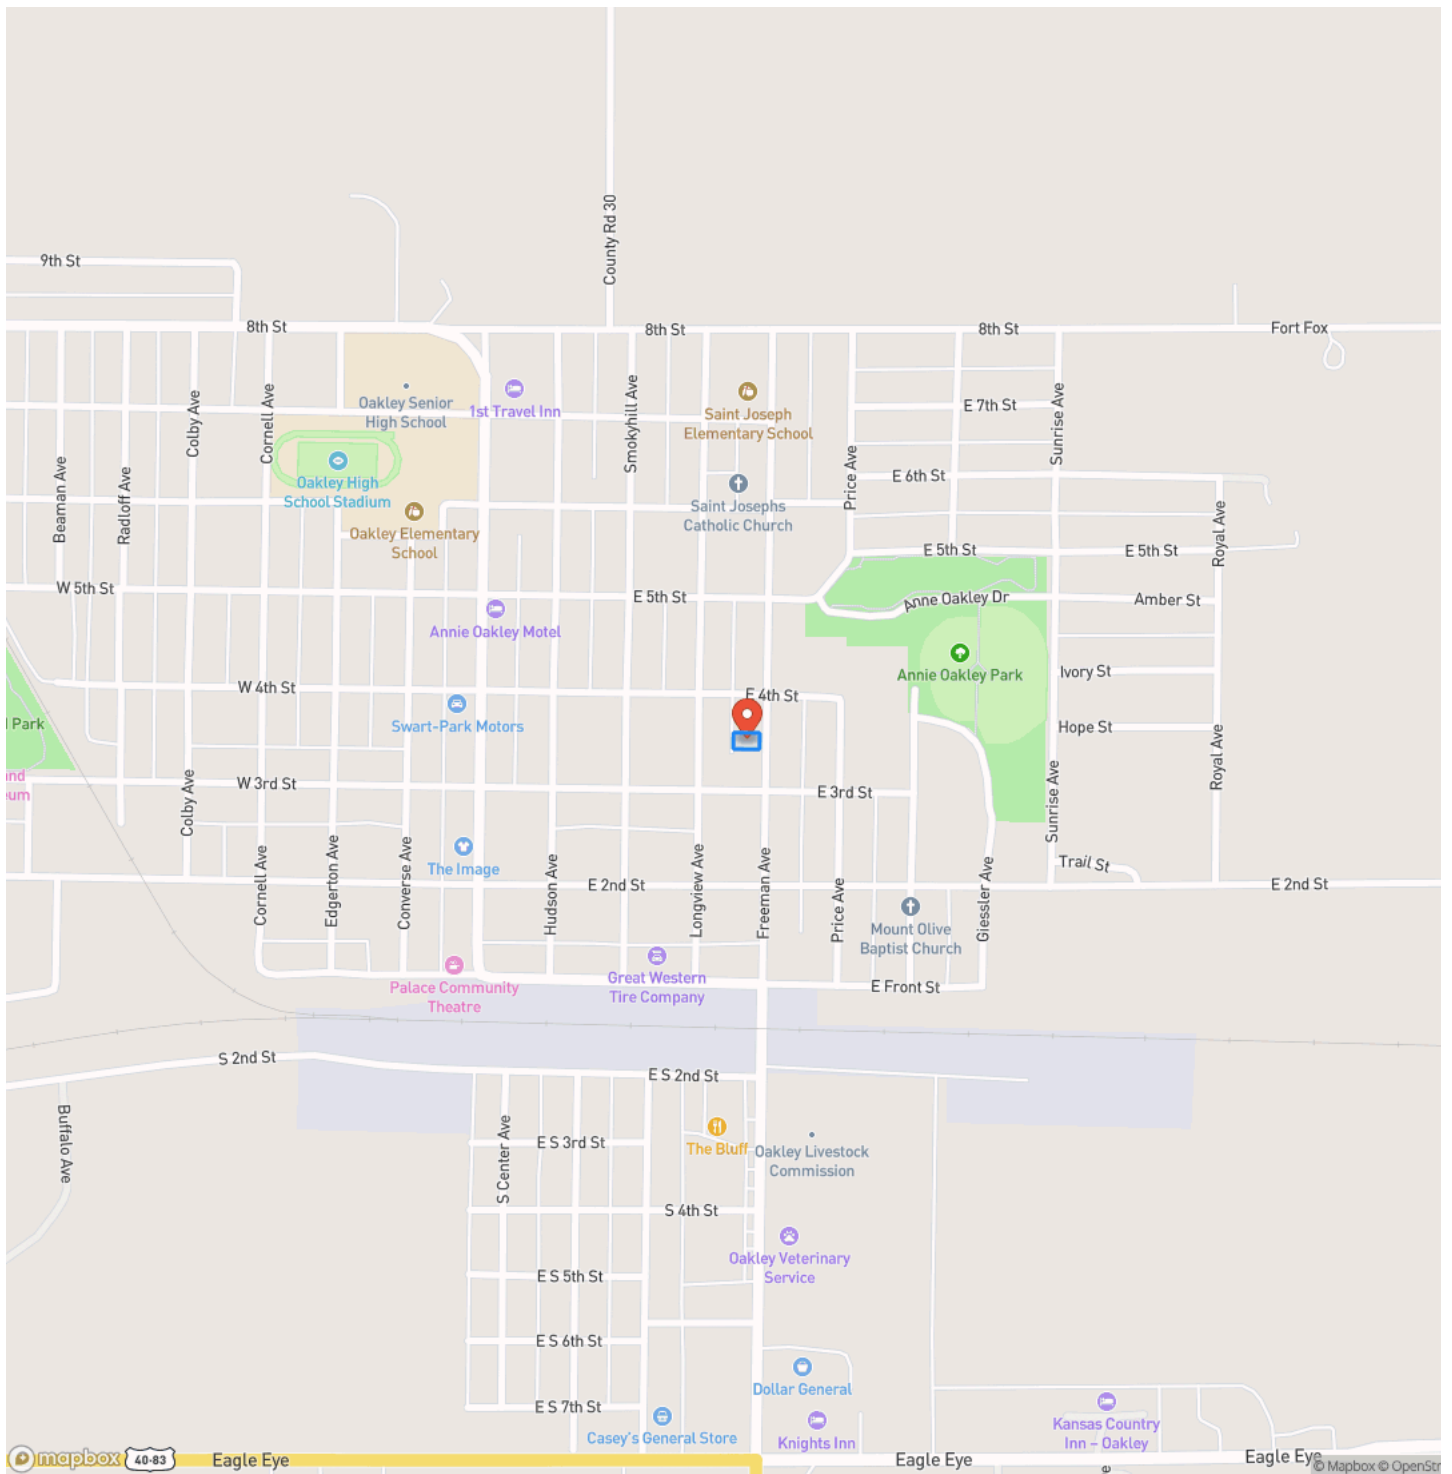 County Rd 30
9th St
8th St
8th St
8th St
Fort Fox
Oakley Senior
High School
1st Travel Inn
Saint Joseph
Elementary School
E 7th St
Colby Ave
Cornell Ave
Smokyhill Ave
Sunrise Ave
Beaman Ave
Radloff Ave
Price Ave
Oakley High
School Stadium
E 6th St
Saint Josephs
Catholic Church
Royal Ave
Oakley Elementary
School
E 5th St
E 5th St
W 5th St
E 5th St
Anne Oakley Dr
Amber St
Annie Oakley Motel
Annie Oakley Park
Ivory St
W 4th St
E 4th St
Park
Swart-Park Motors
Hope St
Royal Ave
and
eum
W 3rd St
E 3rd St
Colby Ave
Sunrise Ave
The Image
Trail St
E 2nd St
E 2nd St
Cornell Ave
Edgerton Ave
Converse Ave
Hudson Ave
Longview Ave
Freeman Ave
Price Ave
Giessler Ave
Mount Olive
Baptist Church
Great Western
Tire Company
Palace Community
Theatre
E Front St
S 2nd St
E S 2nd St
Buffalo Ave
S Center Ave
E S 3rd St
The Bluff
Oakley Livestock
Commission
S 4th St
Oakley Veterinary
Service
E S 5th St
E S 6th St
Dollar General
E S 7th St
Casey's General Store
Knights Inn
Kansas Country
Inn – Oakley
mapbox
40-83
Eagle Eye
Eagle Eye
Eagle Eye
e
© Mapbox © OpenStr